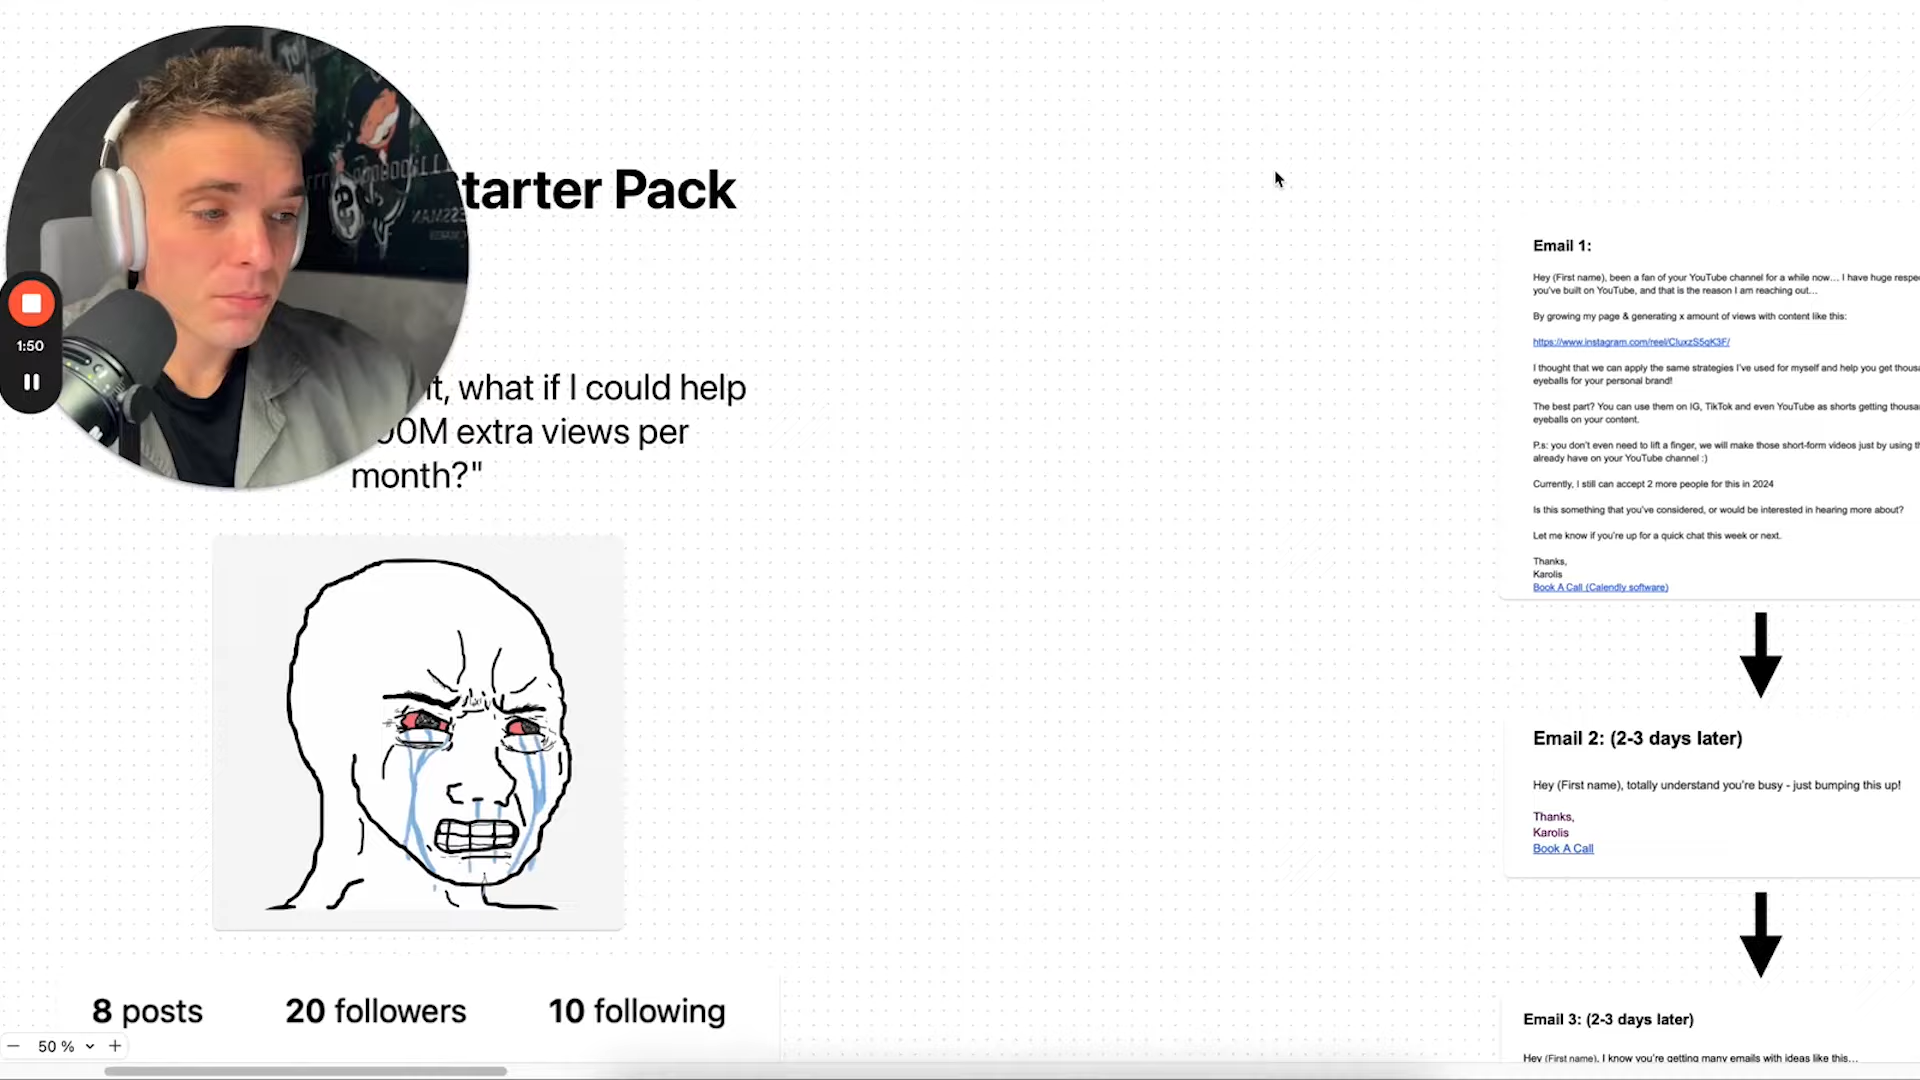 tarter Pack
it, what if I could help
00M extra views per
month?"
1:50
8 posts
20 followers
10 following
50 %
Email 1:
Hey (First name), been a fan of your YouTube channel for a while now… I have huge
you've built on YouTube, and that is the reason I am reaching out…
By growing my page & generating x amount of views with content like this:
https://www.instagram.com/reel/CluxzS5qK3F/
I thought that we can apply the same strategies I've used for myself and help you get
eyeballs for your personal brand!
The best part? You can use them on IG, TikTok and even YouTube as shorts getting
eyeballs on your content.
P.s: you don't even need to lift a finger, we will make those short-form videos just by using
already have on your YouTube channel :)
Currently, I still can accept 2 more people for this in 2024
Is this something that you've considered, or would be interested in hearing more about?
Let me know if you're up for a quick chat this week or next.
Thanks,
Karolis
Book A Call (Calendly software)
Email 2: (2-3 days later)
Hey (First name), totally understand you're busy - just bumping this up!
Thanks,
Karolis
Book A Call
Email 3: (2-3 days later)
Hey (First name), I know you're getting many emails with ideas like this…